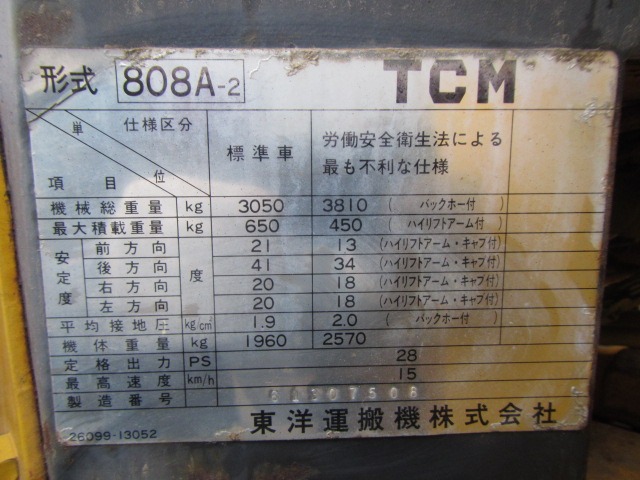 形式 808A-2 TCM
単 仕様区分 標準車 労働安全衛生法による
項目 位 最も不利な仕様
機械総重量 kg 3050 3810 (バックホー付)
最大積載重量 kg 650 450 (ハイリフトアーム付)
安定度 前方向 度 21 13 (ハイリフトアーム・キャブ付)
後方向 41 34 (ハイリフトアーム・キャブ付)
右方向 20 18 (ハイリフトアーム・キャブ付)
左方向 20 18 (ハイリフトアーム・キャブ付)
平均接地圧 kg/cm² 1.9 2.0 (バックホー付)
機体重量 kg 1960 2570
定格出力 PS 28
最高速度 km/h 15
製造番号
26099-13052 東洋運搬機株式会社